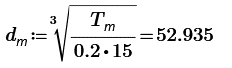 d_m := ∛(T_m / (0.2 • 15)) = 52.935